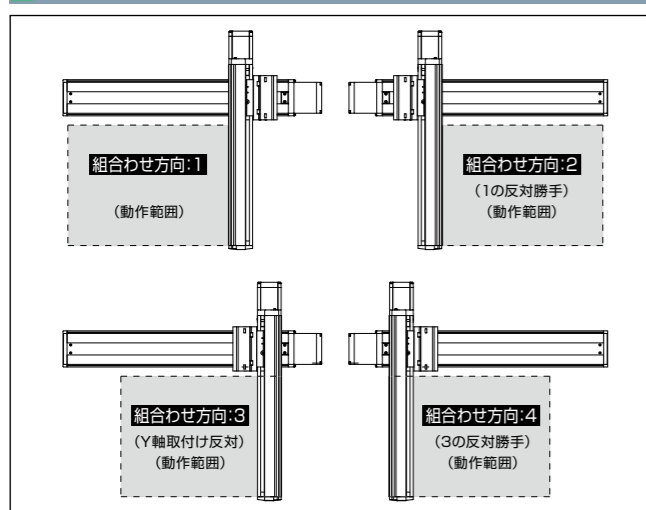 組合わせ方向:1
(動作範囲)
組合わせ方向:2
(1の反対勝手)
(動作範囲)
組合わせ方向:3
(Y軸取付け反対)
(動作範囲)
組合わせ方向:4
(3の反対勝手)
(動作範囲)